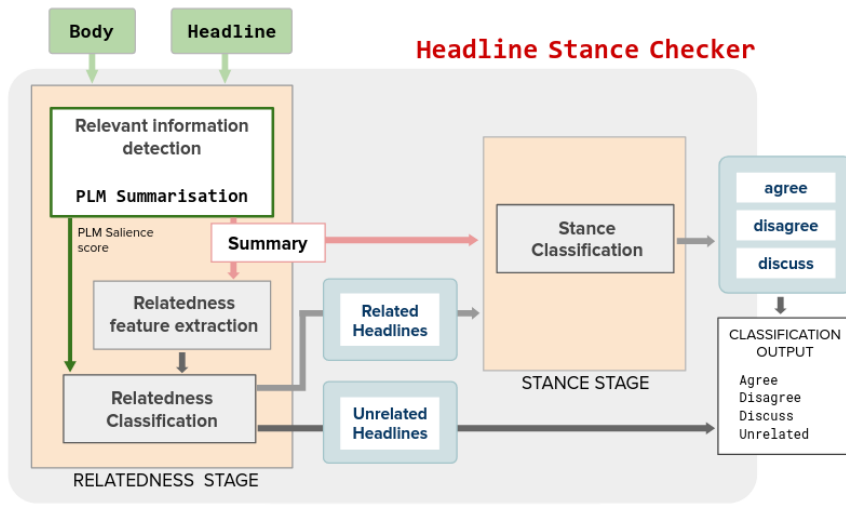 Body
Headline
Headline Stance Checker
Relevant information
detection
PLM Summarisation
PLM Salience
score
Summary
Relatedness
feature extraction
Relatedness
Classification
RELATEDNESS STAGE
Related
Headlines
Unrelated
Headlines
Stance
Classification
STANCE STAGE
agree
disagree
discuss
CLASSIFICATION
OUTPUT
Agree
Disagree
Discuss
Unrelated